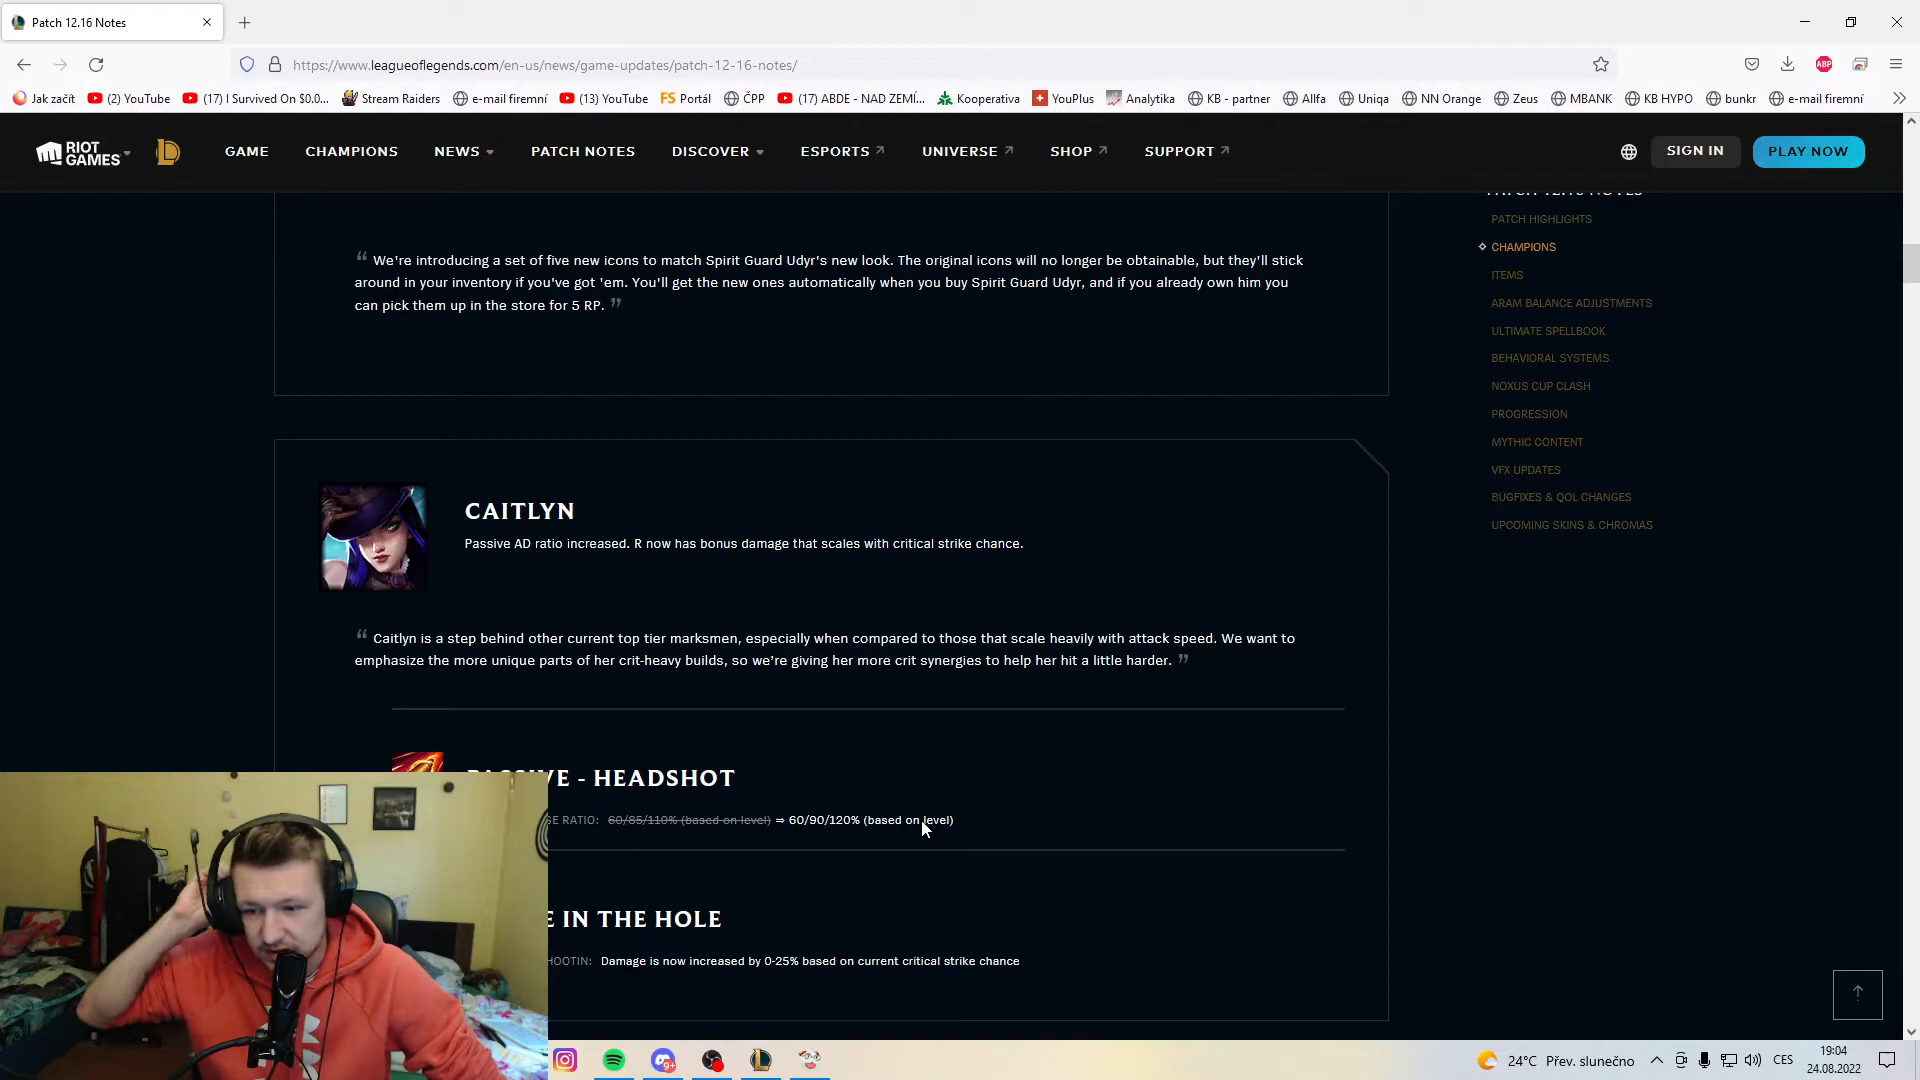 Patch 12.16 Notes
https://www.leagueoflegends.com/en-us/news/game-updates/patch-12-16-notes/
Jak začít (2) YouTube (17) I Survived On $0.0... Stream Raiders e-mail firemní (13) YouTube FS Portál ČPP (17) ABDE - NAD ZEMÍ... Kooperativa YouPlus Analytika KB - partner Allfa Uniqa NN Orange Zeus MBANK KB HYPO bunkr e-mail firemní
ABP
RIOT GAMES GAME CHAMPIONS NEWS PATCH NOTES DISCOVER ESPORTS UNIVERSE SHOP SUPPORT SIGN IN PLAY NOW
PATCH 12.16 NOTES
PATCH HIGHLIGHTS
CHAMPIONS
ITEMS
ARAM BALANCE ADJUSTMENTS
ULTIMATE SPELLBOOK
BEHAVIORAL SYSTEMS
NOXUS CUP CLASH
PROGRESSION
MYTHIC CONTENT
VFX UPDATES
BUGFIXES & QOL CHANGES
UPCOMING SKINS & CHROMAS
“ We're introducing a set of five new icons to match Spirit Guard Udyr's new look. The original icons will no longer be obtainable, but they'll stick
around in your inventory if you've got 'em. You'll get the new ones automatically when you buy Spirit Guard Udyr, and if you already own him you
can pick them up in the store for 5 RP. ”
CAITLYN
Passive AD ratio increased. R now has bonus damage that scales with critical strike chance.
“ Caitlyn is a step behind other current top tier marksmen, especially when compared to those that scale heavily with attack speed. We want to
emphasize the more unique parts of her crit-heavy builds, so we’re giving her more crit synergies to help her hit a little harder. ”
PASSIVE - HEADSHOT
GE RATIO: 60/85/110% (based on level) ⇒ 60/90/120% (based on level)
E IN THE HOLE
HOOTIN: Damage is now increased by 0-25% based on current critical strike chance
9+
24°C Přev. slunečno
CES
19:04
24.08.2022